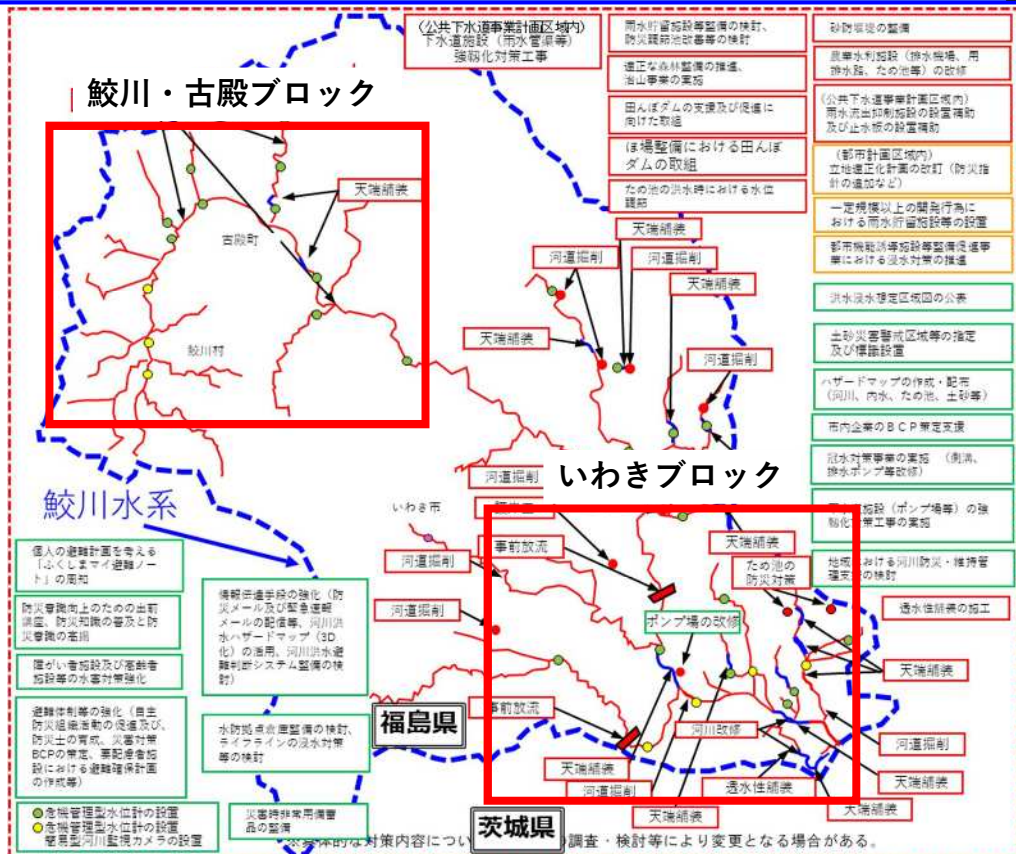 (公共下水道事業計画区域内)
下水道施設(雨水管渠等)
強靭化対策工事
雨水貯留施設等整備の検討、
防災調節池改善等の検討
適正な森林整備の推進、
治山事業の実施
田んぼダムの支援及び促進に
向けた取組
ほ場整備における田んぼ
ダムの取組
ため池の洪水時における水位
調節
砂防堰堤の整備
農業水利施設(排水機場、用
排水路、ため池等)の改修
(公共下水道事業計画区域内)
雨水流出抑制施設の設置補助
及び止水板の設置補助
(都市計画区域内)
立地適正化計画の改訂(防災指
針の追加など)
一定規模以上の開発行為に
おける雨水貯留施設等の設置
都市機能誘導施設等整備促進事
業における浸水対策の推進
洪水浸水想定区域図の公表
土砂災害警戒区域等の指定
及び標識設置
ハザードマップの作成・配布
(河川、内水、ため池、土砂等)
市内企業のBCP策定支援
冠水対策事業の実施 (側溝、
排水ポンプ等改修)
施設(ポンプ場等)の強
対策工事の実施
地域における河川防災・維持管
の検討
鮫川・古殿ブロック
天端舗装
古殿町
鮫川村
天端舗装
河道掘削
河道掘削
天端舗装
天端舗装
河道掘削
いわきブロック
河道掘削
鮫川水系
いわき市
事前放流
天端舗装
河道掘削
ため池の
防災対策
透水性舗装の施工
河道掘削
ポンプ場の改修
天端舗装
事前放流
河川改修
福島県
河道掘削
天端舗装
天端舗装
河道掘削
透水性舗装
天端舗装
天端舗装
個人の避難計画を考える
「ふくしまマイ避難ノー
ト」の周知
防災意識向上のための出前
講座、防災知識の普及と防
災意識の高揚
障がい者施設及び高齢者
施設等の水害対策強化
避難体制等の強化(自主
防災組織活動の促進及び、
防災士の育成、災害対策
BCPの策定、要配慮者施
設における避難確保計画
の作成等)
情報伝達手段の強化(防
災メール及び緊急速報
メールの配信等、河川洪
水ハザードマップ(3D
化)の活用、河川洪水避
難判断システム整備の検
討)
水防拠点倉庫整備の検討、
ライフラインの浸水対策
等の検討
災害時非常用備蓄
品の整備
危機管理型水位計の設置
危機管理型水位計の設置
簡易型河川監視カメラの設置
茨城県
体的な対策内容につい
調査・検討等により変更となる場合がある。